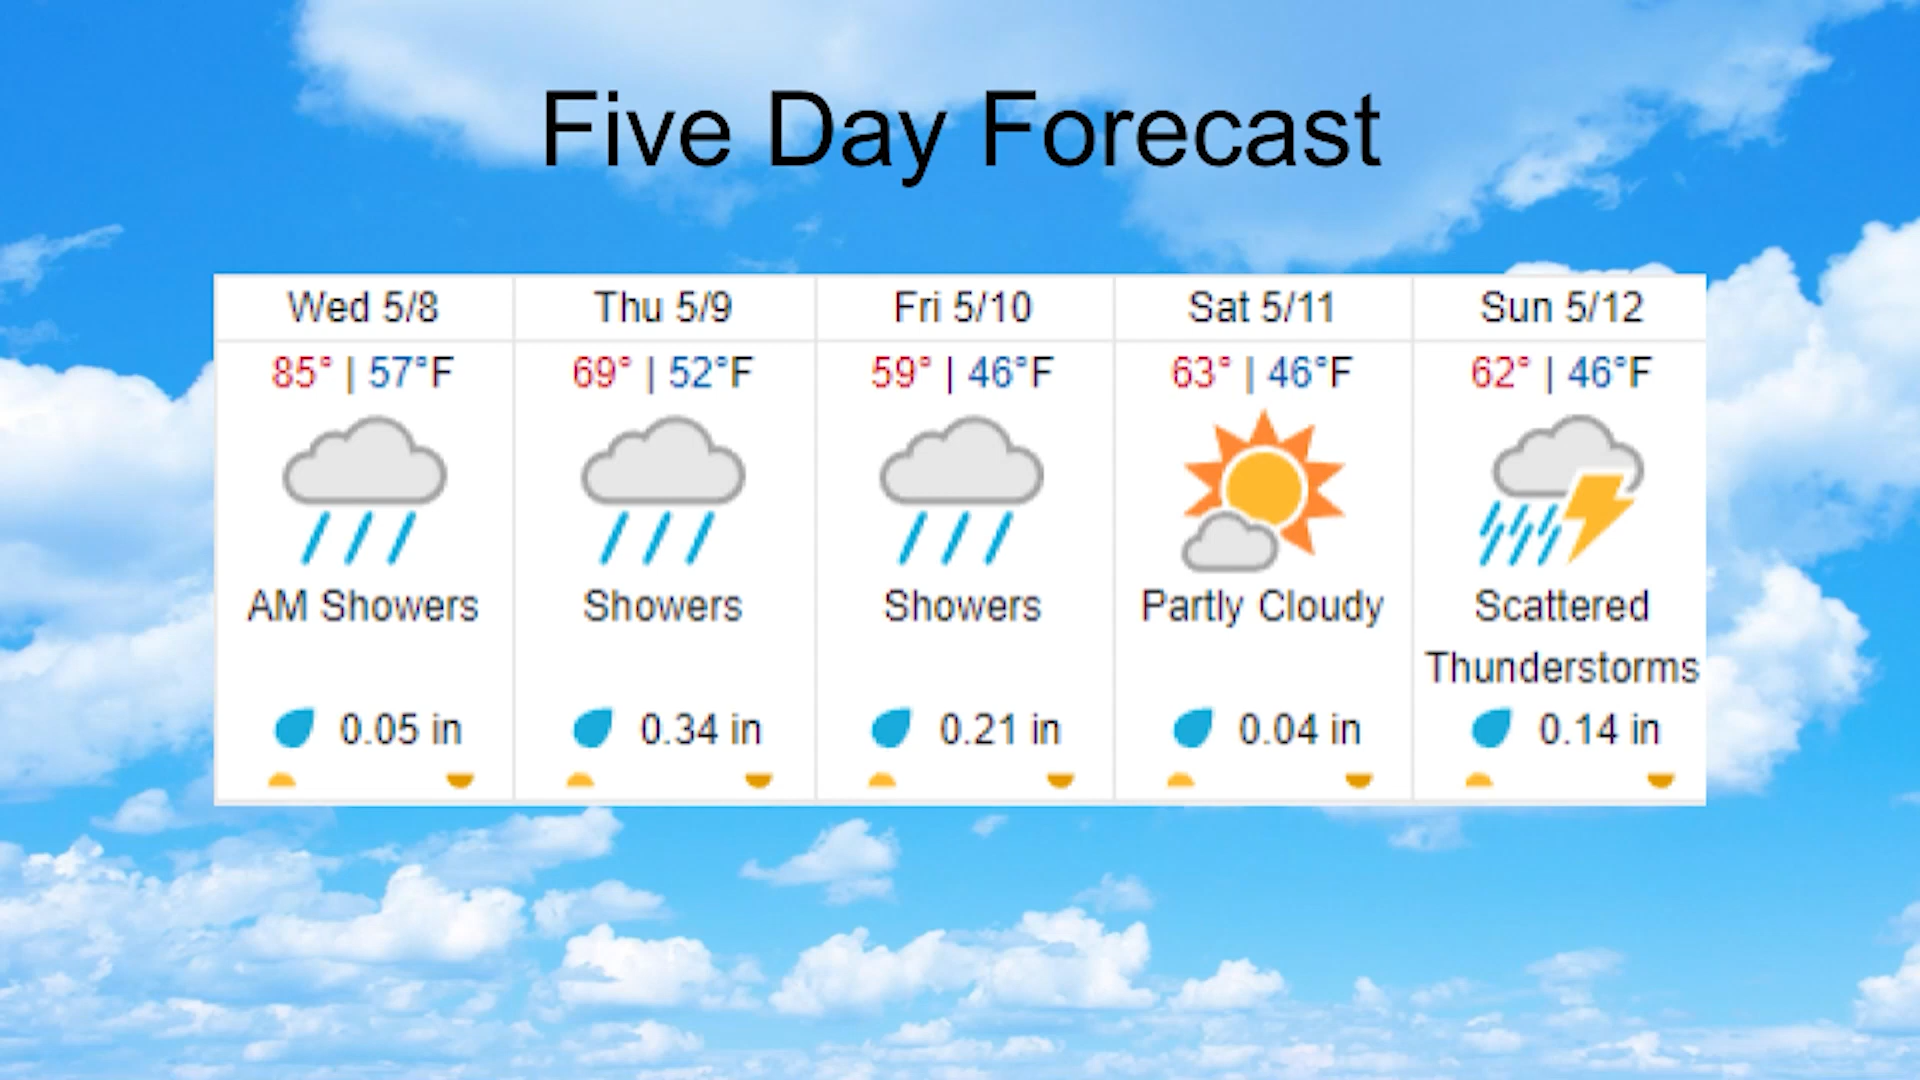 Five Day Forecast
Wed 5/8 Thu 5/9 Fri 5/10 Sat 5/11 Sun 5/12
85° | 57°F 69° | 52°F 59° | 46°F 63° | 46°F 62° | 46°F
AM Showers Showers Showers Partly Cloudy Scattered
Thunderstorms
0.05 in 0.34 in 0.21 in 0.04 in 0.14 in